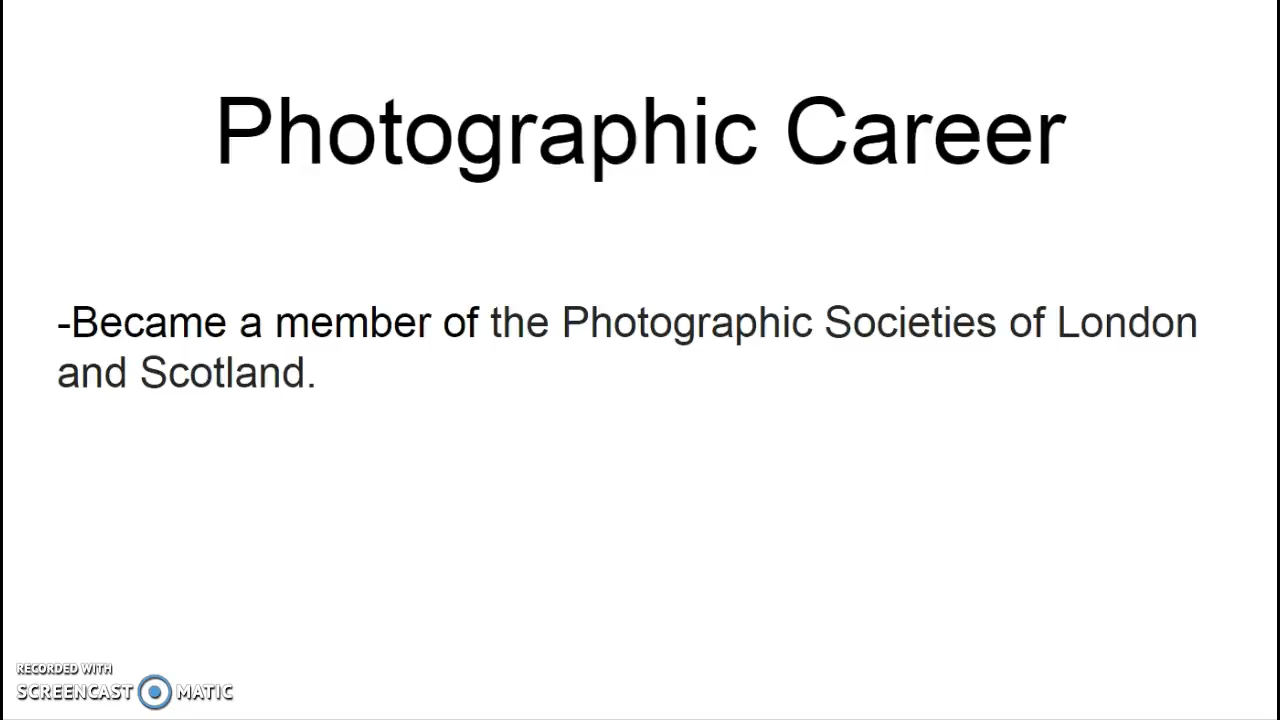 Photographic Career
-Became a member of the Photographic Societies of London
and Scotland.
RECORDED WITH
SCREENCAST MATIC